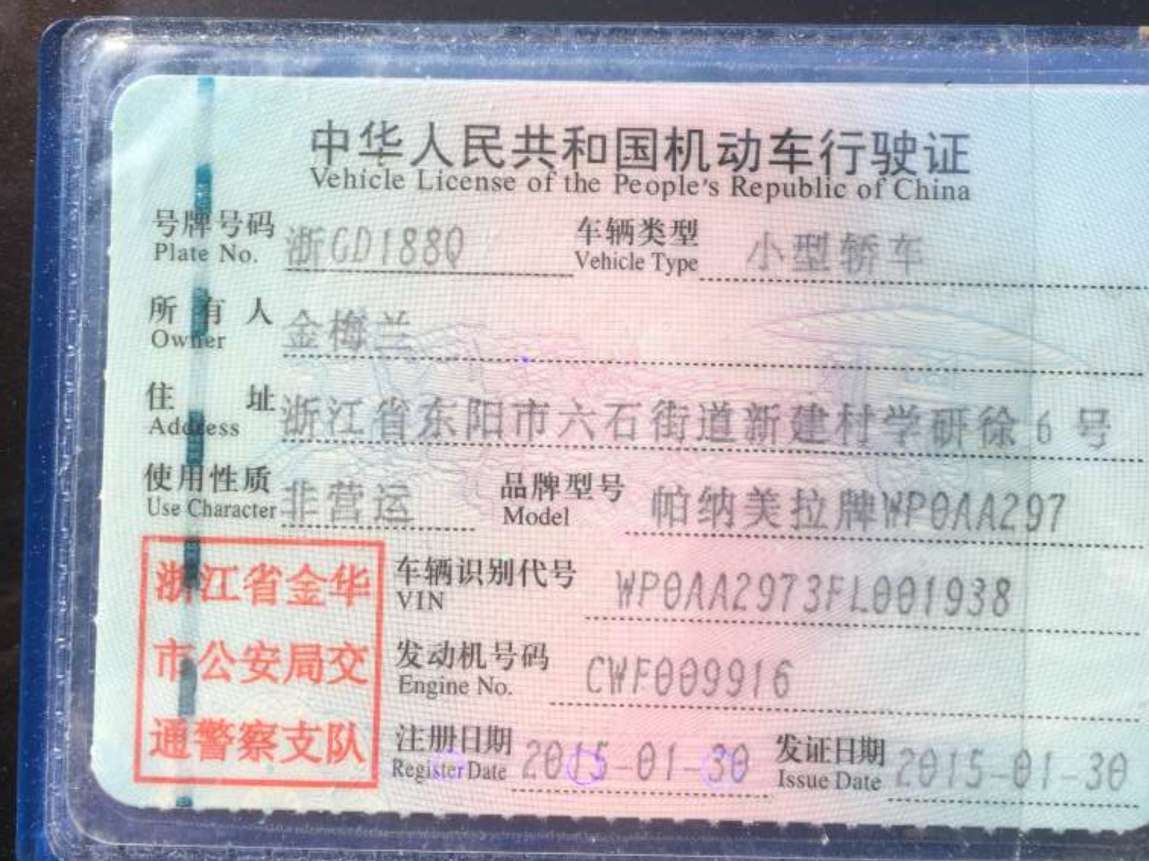 中华人民共和国机动车行驶证
Vehicle License of the People's Republic of China
号牌号码 浙GD188Q 车辆类型 小型轿车
Plate No. Vehicle Type
所有人 金梅兰
Owner
住址 浙江省东阳市六石街道新建村学研徐6号
Address
使用性质 非营运 品牌型号 帕纳美拉牌WP0AA297
Use Character Model
浙江省金华
市公安局交
通警察支队
车辆识别代号 WP0AA2973FL001938
VIN
发动机号码 CWF009916
Engine No.
注册日期 2015-01-30 发证日期 2015-01-30
Register Date Issue Date